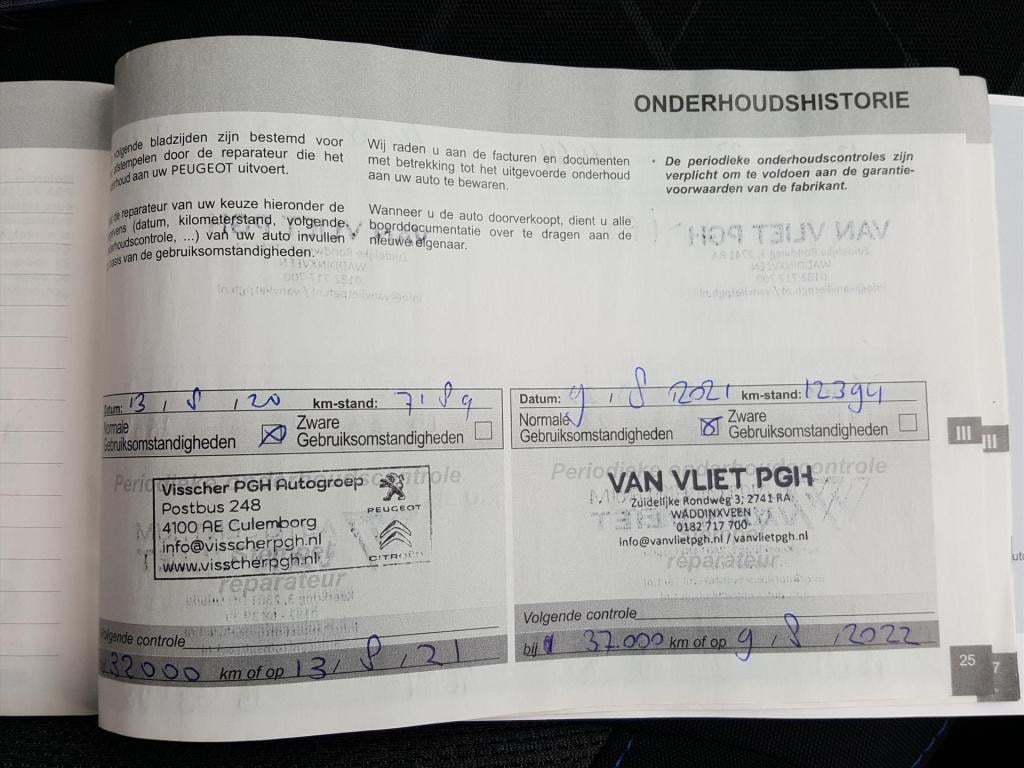 ONDERHOUDSHISTORIE
volgende bladzijden zijn bestemd voor
afstempelen door de reparateur die het
aan uw PEUGEOT uitvoert.
de reparateur van uw keuze hieronder de
(datum, kilometerstand, volgende
...) van uw auto invullen
basis van de gebruiksomstandigheden.
Wij raden u aan de facturen en documenten
met betrekking tot het uitgevoerde onderhoud
aan uw auto te bewaren.
Wanneer u de auto doorverkoopt, dient u alle
boorddocumentatie over te dragen aan de
nieuwe eigenaar.
• De periodieke onderhoudscontroles zijn
verplicht om te voldoen aan de garantie-
voorwaarden van de fabrikant.
Datum: 13 / 8 / 20 km-stand:
Normale
Gebruiksomstandigheden
Zware
Gebruiksomstandigheden
Periodieke onderhoudscontrole
Visscher PGH Autogroep
Postbus 248
4100 AE Culemborg
info@visscherpgh.nl
www.visscherpgh.nl
PEUGEOT
CITROËN
reparateur
Volgende controle
32000 km of op 13 / 8 / 21
Datum: 9 / 8 / 2021 km-stand: 12394
Normale
Gebruiksomstandigheden
Zware
Gebruiksomstandigheden
Periodieke onderhoudscontrole
VAN VLIET PGH
Zuidelijke Rondweg 3, 2741 RA
WADDINXVEEN
0182 717 700
info@vanvlietpgh.nl / vanvlietpgh.nl
reparateur
Volgende controle
bij 37.000 km of op 9 / 8 / 2022
III
25
7